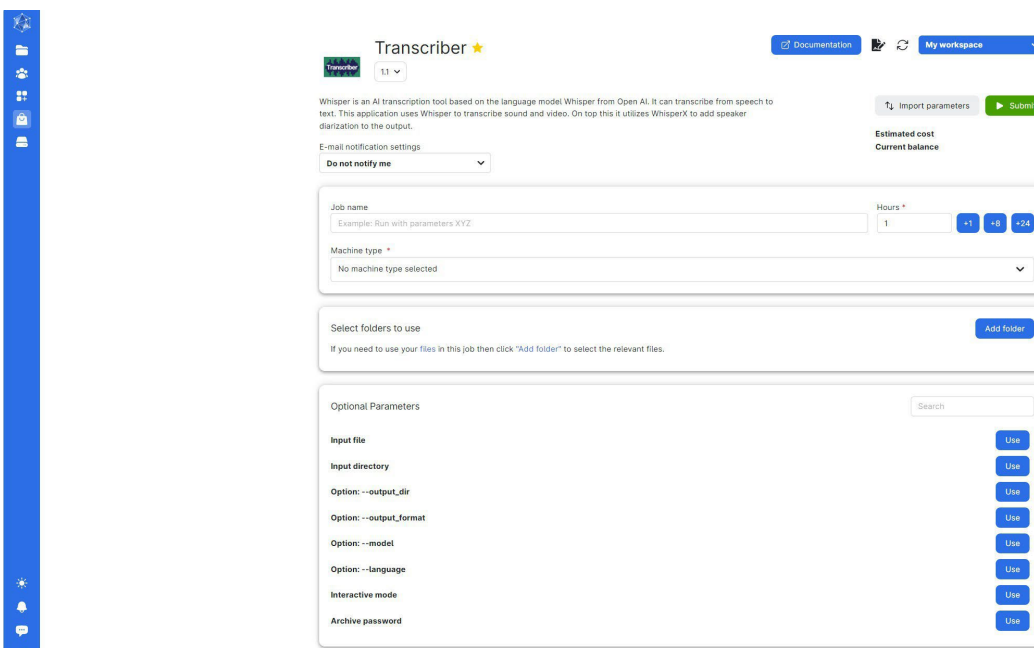 Transcriber
Documentation
My workspace
Transcriber
1.1
Whisper is an AI transcription tool based on the language model Whisper from Open AI. It can transcribe from speech to
text. This application uses Whisper to transcribe sound and video. On top this it utilizes WhisperX to add speaker
diarization to the output.
Import parameters
Submi
Estimated cost
Current balance
E-mail notification settings
Do not notify me
Job name
Hours *
Example: Run with parameters XYZ
1
+1
+8
+24
Machine type *
No machine type selected
Select folders to use
Add folder
If you need to use your files in this job then click "Add folder" to select the relevant files.
Optional Parameters
Search
Input file
Use
Input directory
Use
Option: --output_dir
Use
Option: --output_format
Use
Option: --model
Use
Option: --language
Use
Interactive mode
Use
Archive password
Use